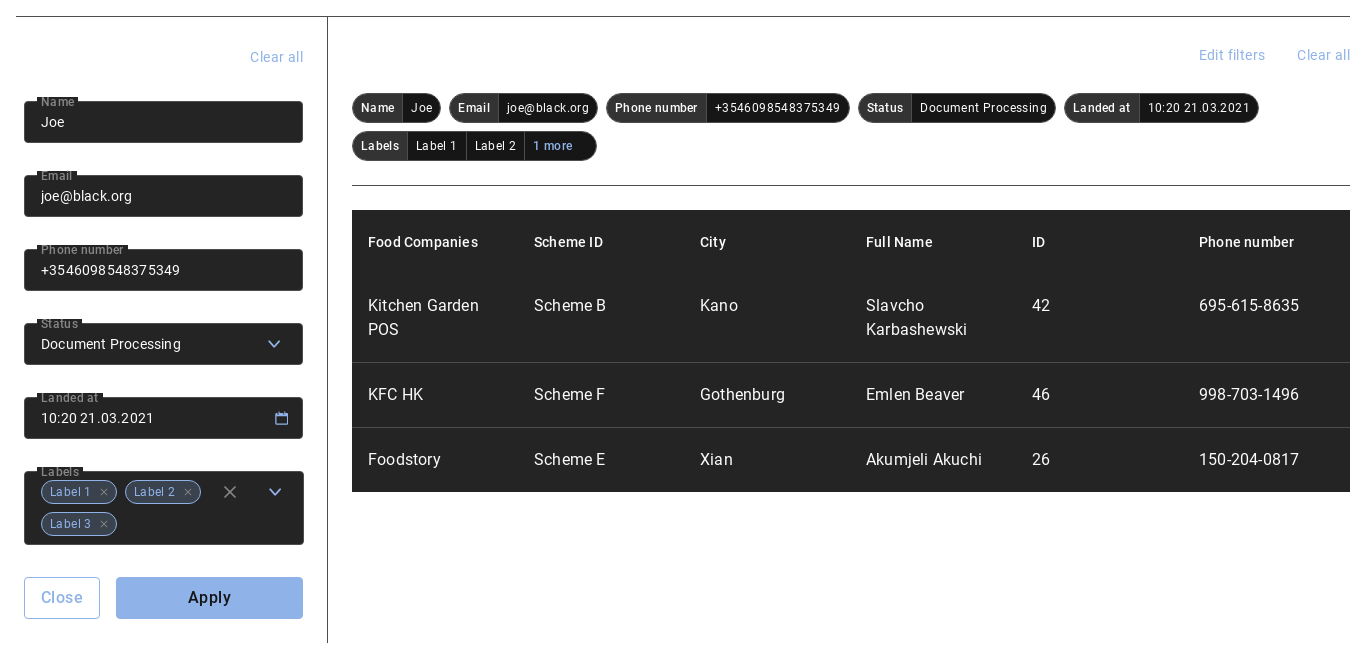 Clear all
Name
Joe
Email
joe@black.org
Phone number
+3546098548375349
Status
Document Processing
Landed at
10:20 21.03.2021
Labels
Label 1 Label 2
Label 3
Close Apply
Edit filters Clear all
Name Joe Email joe@black.org Phone number +3546098548375349 Status Document Processing Landed at 10:20 21.03.2021
Labels Label 1 Label 2 1 more
Food Companies Scheme ID City Full Name ID Phone number
Kitchen Garden Scheme B Kano Slavcho 42 695-615-8635
POS Karbashewski
KFC HK Scheme F Gothenburg Emlen Beaver 46 998-703-1496
Foodstory Scheme E Xian Akumjeli Akuchi 26 150-204-0817